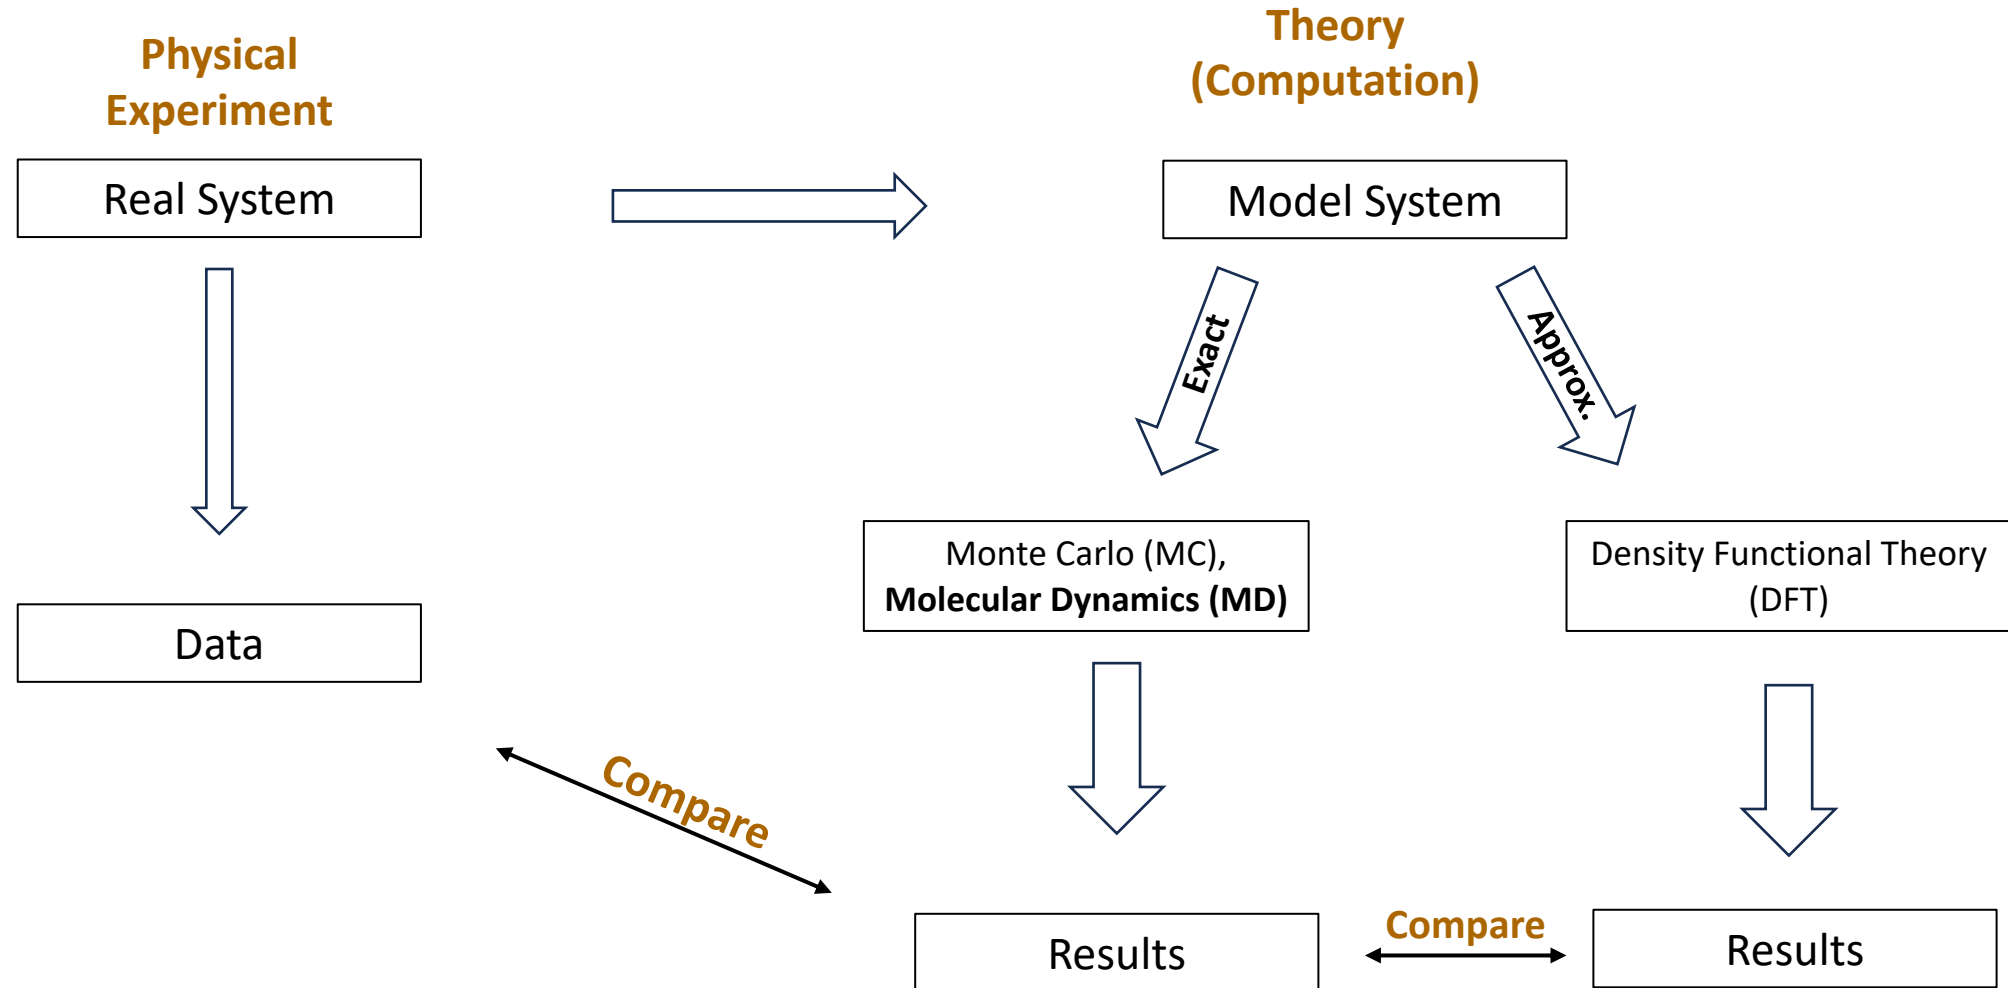 Physical
Experiment
Theory
(Computation)
Real System
Model System
Exact
Approx.
Monte Carlo (MC),
Molecular Dynamics (MD)
Density Functional Theory
(DFT)
Data
Compare
Results
Compare
Results